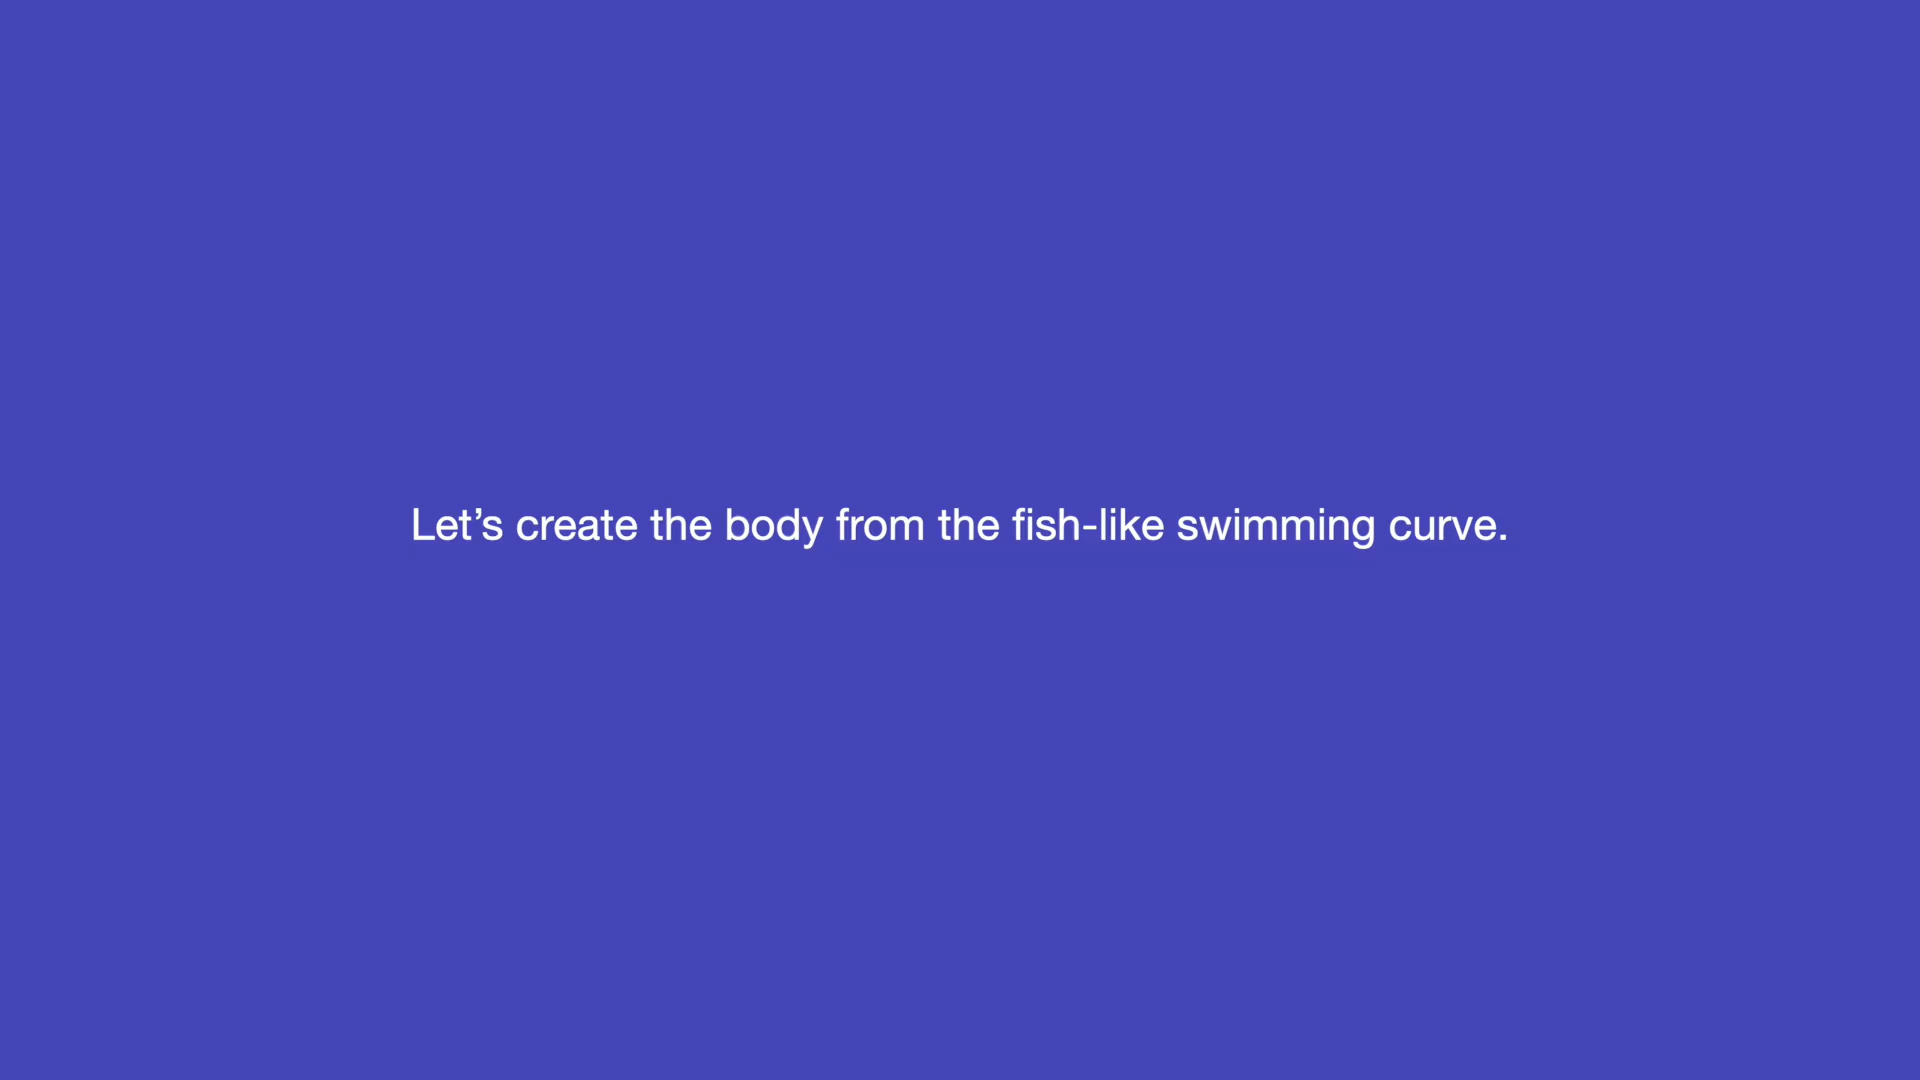 Let’s create the body from the fish-like swimming curve.